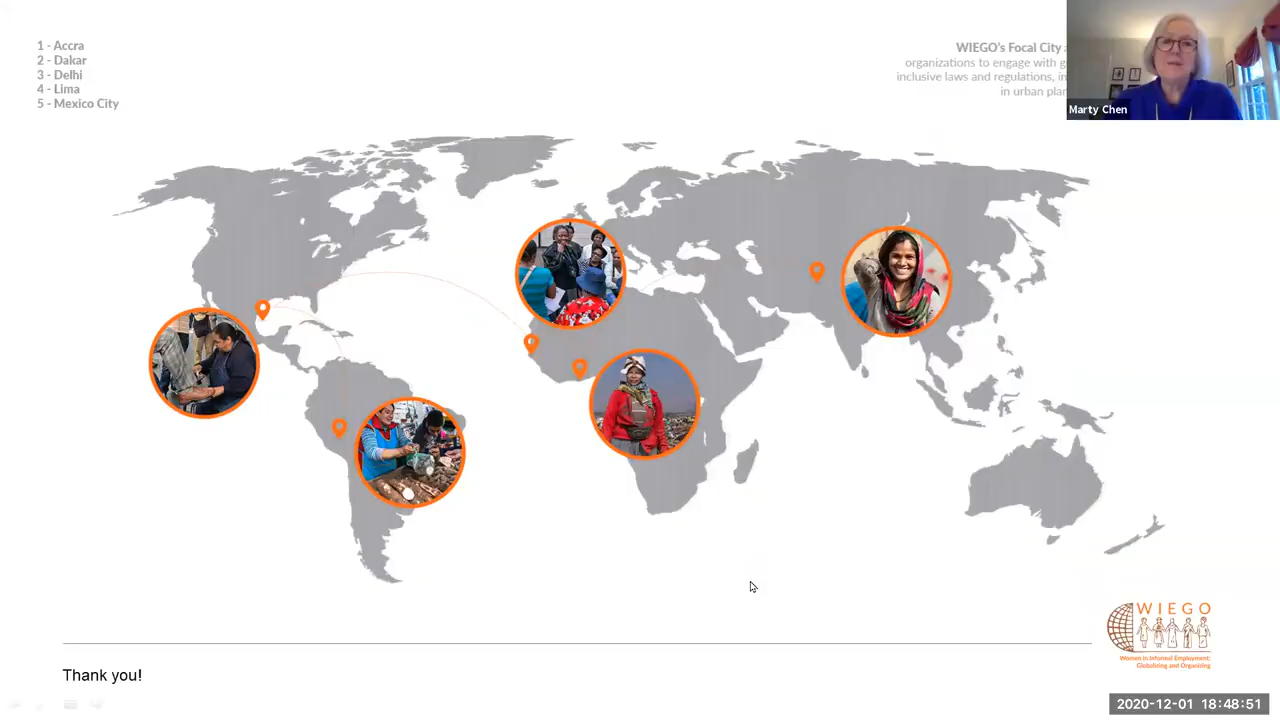 1 - Accra
2 - Dakar
3 - Delhi
4 - Lima
5 - Mexico City
WIEGO's Focal City
organizations to engage with
inclusive laws and regulations,
in urban
Marty Chen
WIEGO
Women in Informal Employment:
Globalizing and Organizing
Thank you!
2020-12-01 18:48:51